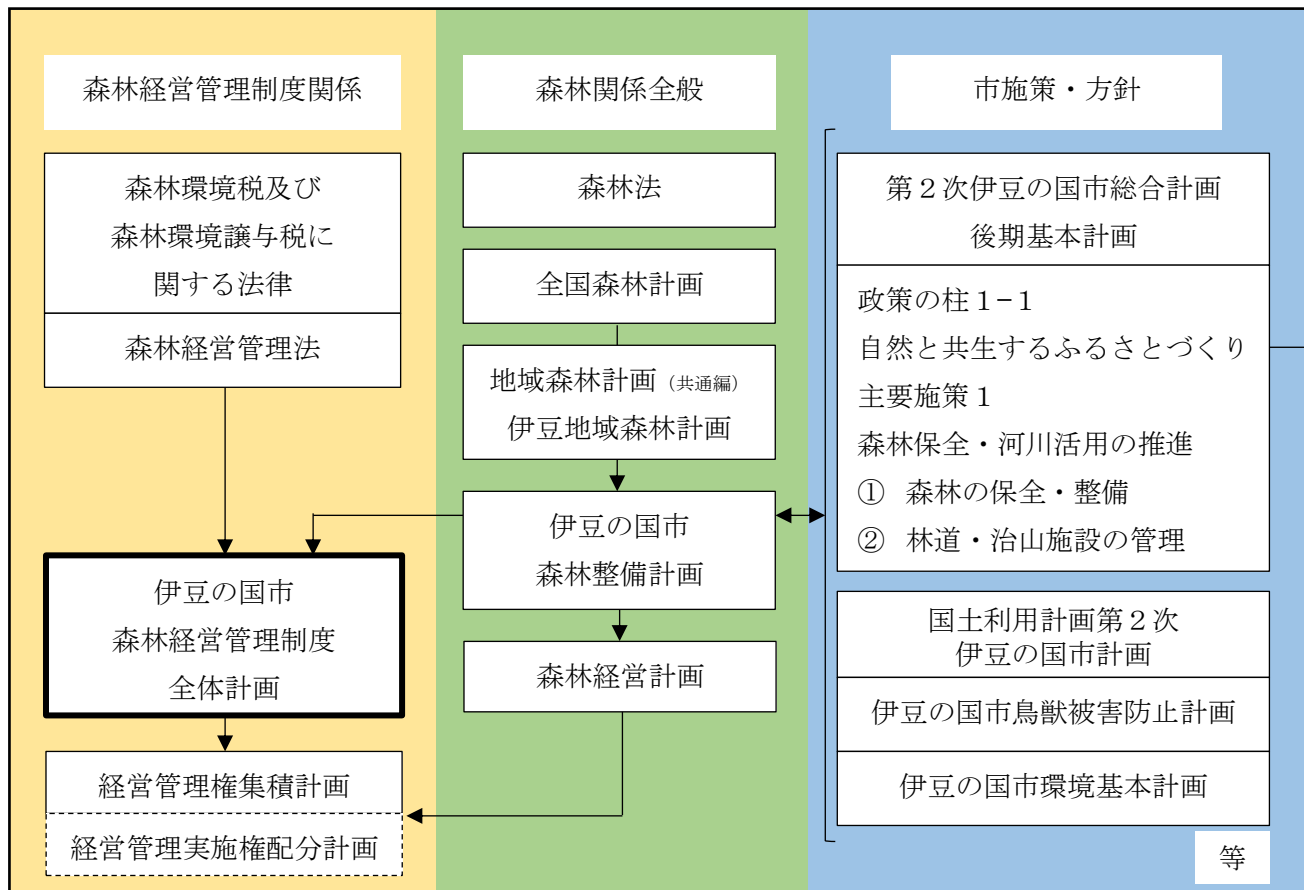 森林経営管理制度関係
森林環境税及び
森林環境譲与税に
関する法律
森林経営管理法
伊豆の国市
森林経営管理制度
全体計画
経営管理権集積計画
経営管理実施権配分計画
森林関係全般
森林法
全国森林計画
地域森林計画（共通編）
伊豆地域森林計画
伊豆の国市
森林整備計画
森林経営計画
市施策・方針
第２次伊豆の国市総合計画
後期基本計画
政策の柱１−１
自然と共生するふるさとづくり
主要施策１
森林保全・河川活用の推進
① 森林の保全・整備
② 林道・治山施設の管理
国土利用計画第２次
伊豆の国市計画
伊豆の国市鳥獣被害防止計画
伊豆の国市環境基本計画
等